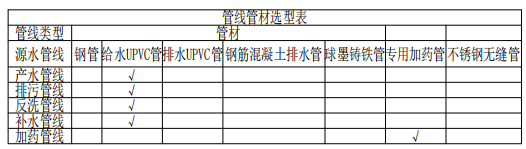 管线管材选型表
管线类型 管材
源水管线 钢管 给水UPVC管 排水UPVC管 钢筋混凝土排水管 球墨铸铁管 专用加药管 不锈钢无缝管
产水管线 √
排污管线 √
反洗管线 √
补水管线 √
加药管线 √